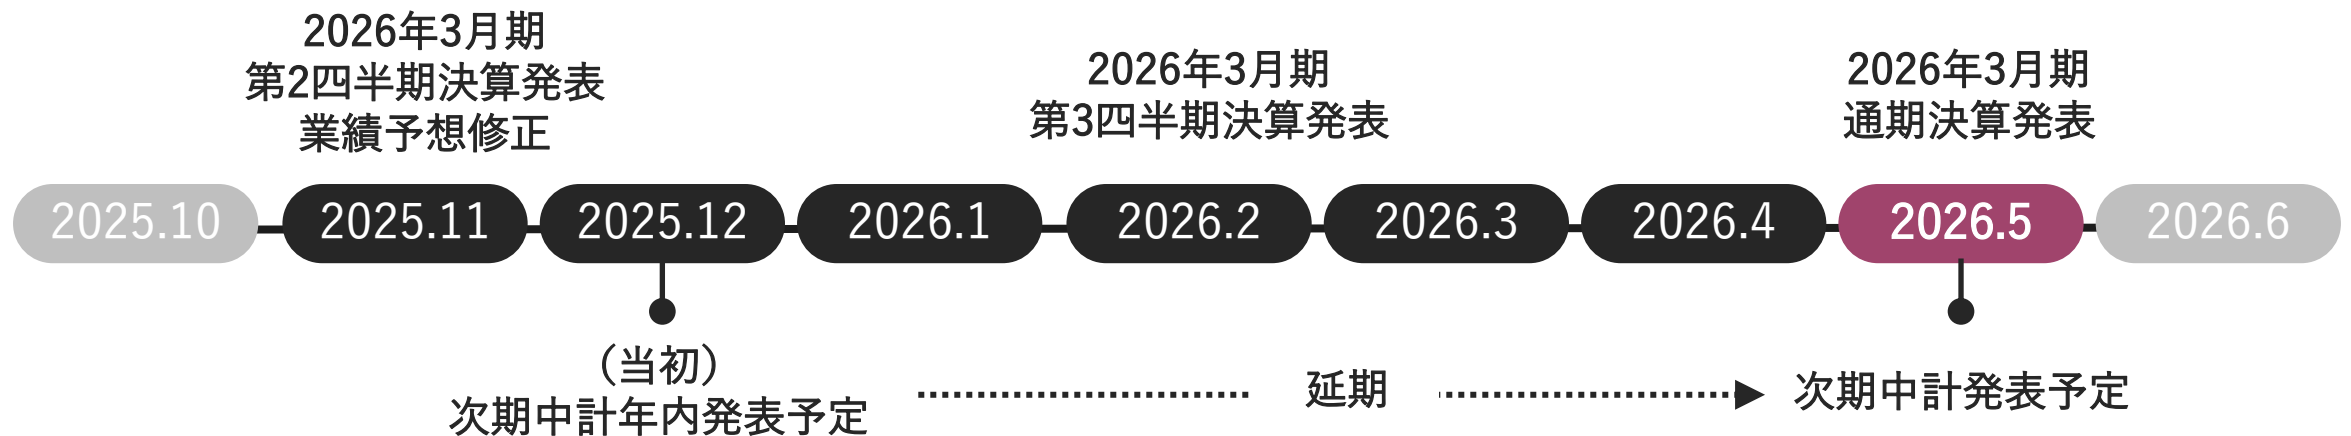 2026年3月期
第2四半期決算発表
業績予想修正
2026年3月期
第3四半期決算発表
2026年3月期
通期決算発表
2025.10
2025.11
2025.12
2026.1
2026.2
2026.3
2026.4
2026.5
2026.6
（当初）
次期中計年内発表予定
延期
次期中計発表予定